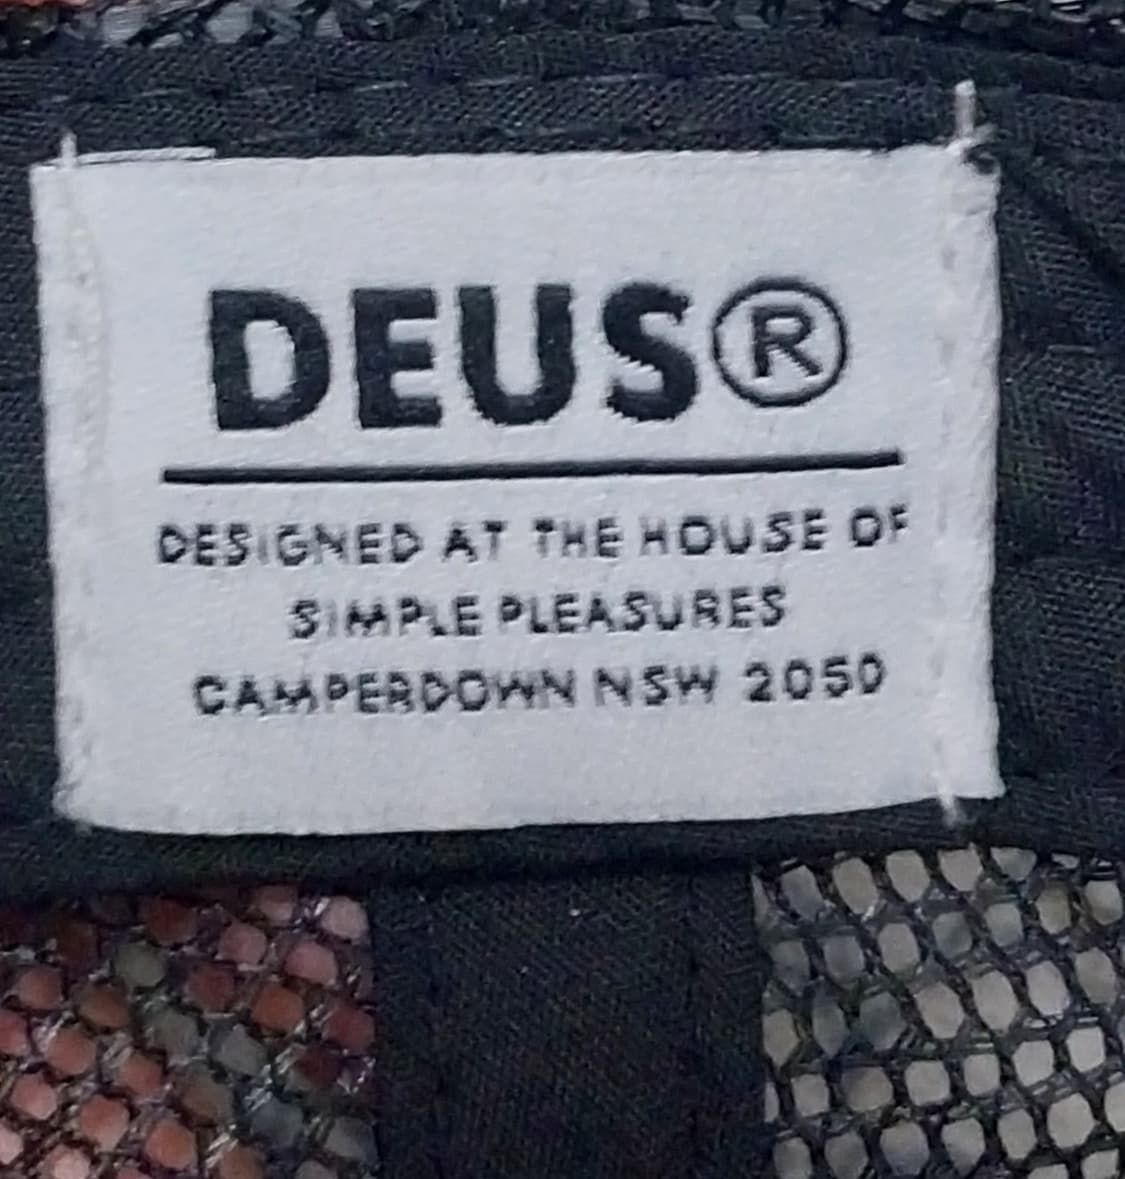 DEUS®
DESIGNED AT THE HOUSE OF
SIMPLE PLEASURES
CAMPERDOWN NSW 2050